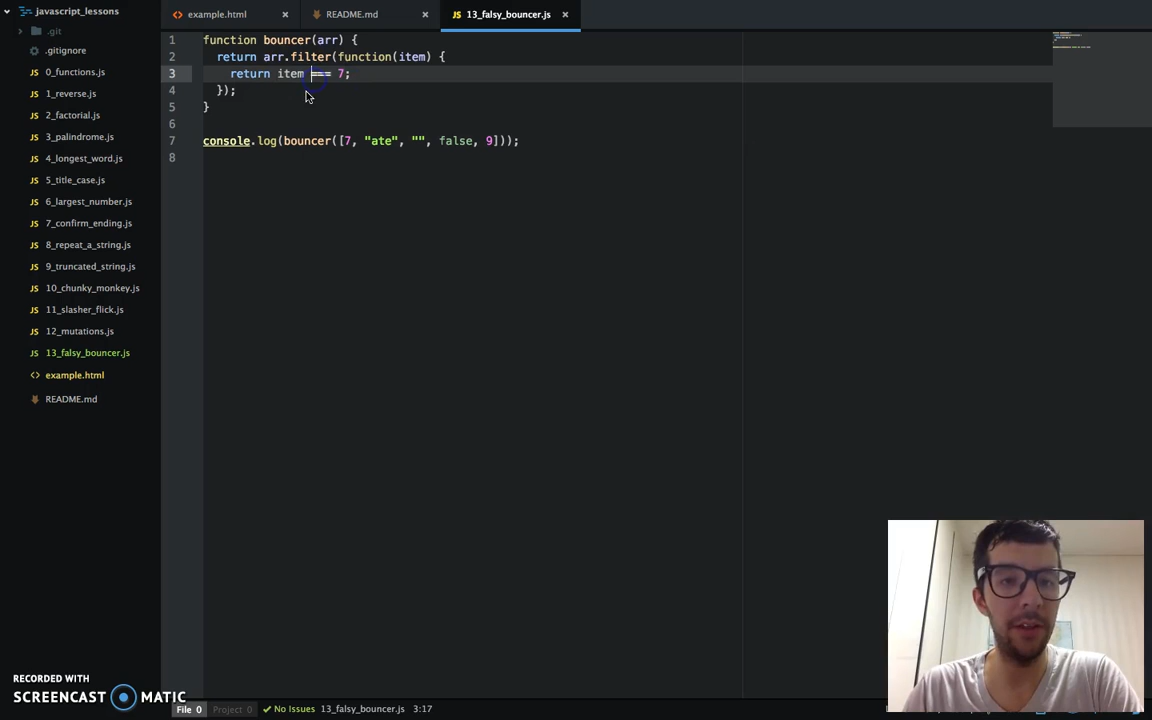 javascript_lessons
.git
.gitignore
0_functions.js
1_reverse.js
2_factorial.js
3_palindrome.js
4_longest_word.js
5_title_case.js
6_largest_number.js
7_confirm_ending.js
8_repeat_a_string.js
9_truncated_string.js
10_chunky_monkey.js
11_slasher_flick.js
12_mutations.js
13_falsy_bouncer.js
example.html
README.md
example.html
README.md
13_falsy_bouncer.js
1 function bouncer(arr) {
2 return arr.filter(function(item) {
3 return item === 7;
4 });
5 }
6
7 console.log(bouncer([7, "ate", "", false, 9]));
8
RECORDED WITH
SCREENCAST MATIC
File 0 Project 0 No Issues 13_falsy_bouncer.js 3:17